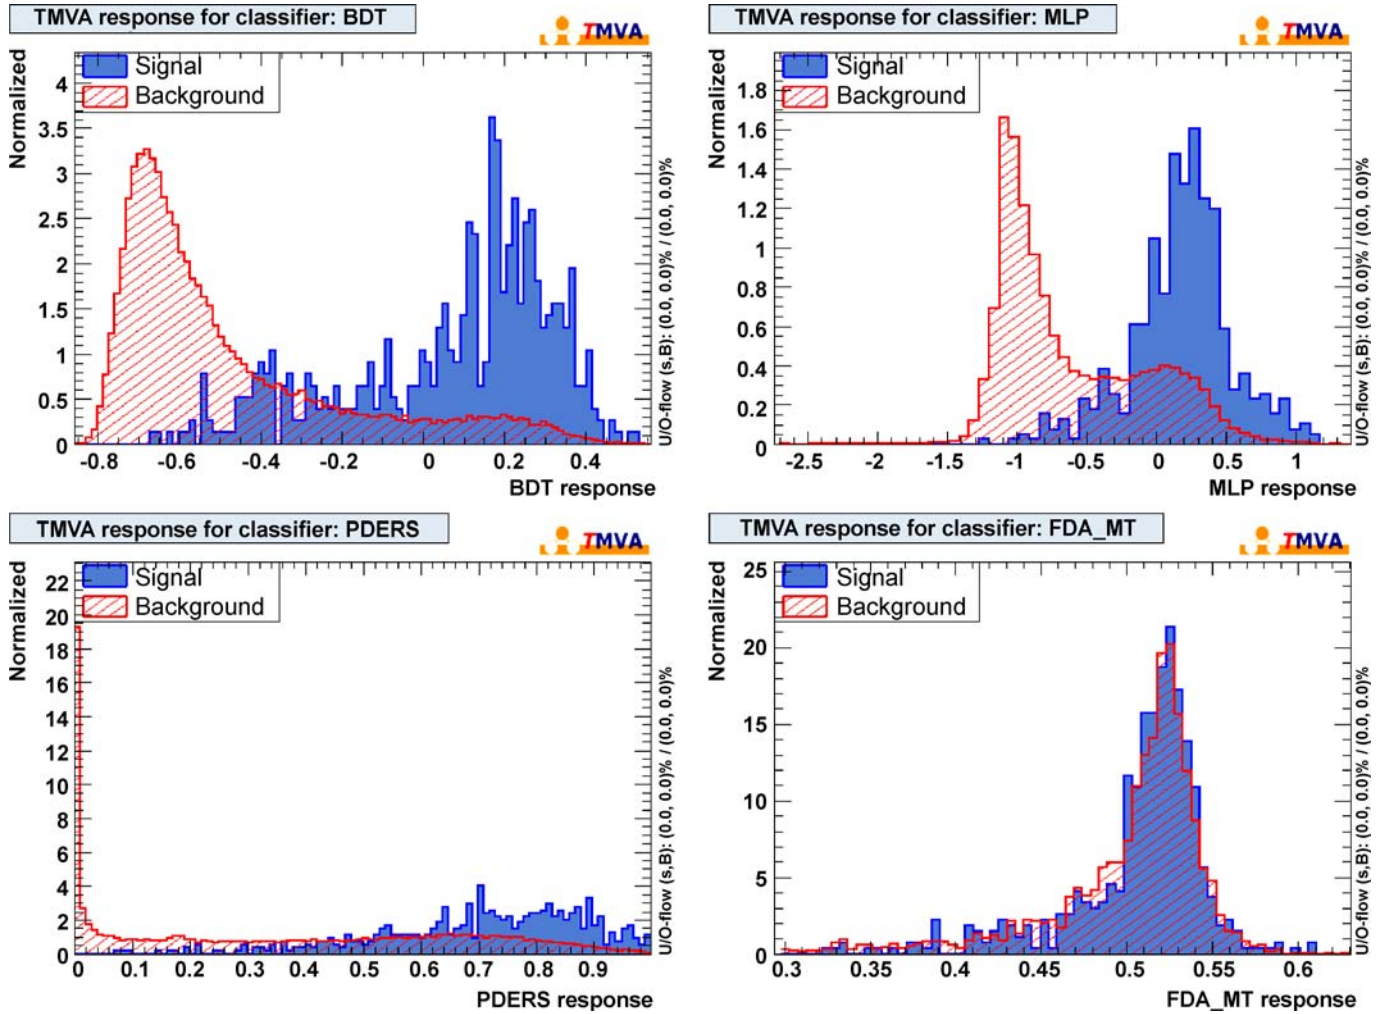 TMVA response for classifier: BDT
TMVA
Normalized
Signal
Background
4
3.5
3
2.5
2
1.5
1
0.5
0
-0.8 -0.6 -0.4 -0.2 0 0.2 0.4
BDT response
U/O-flow (s,B): (0.0, 0.0)% / (0.0, 0.0)%
TMVA response for classifier: MLP
TMVA
Normalized
Signal
Background
1.8
1.6
1.4
1.2
1
0.8
0.6
0.4
0.2
0
-2.5 -2 -1.5 -1 -0.5 0 0.5 1
MLP response
U/O-flow (s,B): (0.0, 0.0)% / (0.0, 0.0)%
TMVA response for classifier: PDERS
TMVA
Normalized
Signal
Background
22
20
18
16
14
12
10
8
6
4
2
0
0 0.1 0.2 0.3 0.4 0.5 0.6 0.7 0.8 0.9
PDERS response
U/O-flow (s,B): (0.0, 0.0)% / (0.0, 0.0)%
TMVA response for classifier: FDA_MT
TMVA
Normalized
Signal
Background
25
20
15
10
5
0
0.3 0.35 0.4 0.45 0.5 0.55 0.6
FDA_MT response
U/O-flow (s,B): (0.0, 0.0)% / (0.0, 0.0)%